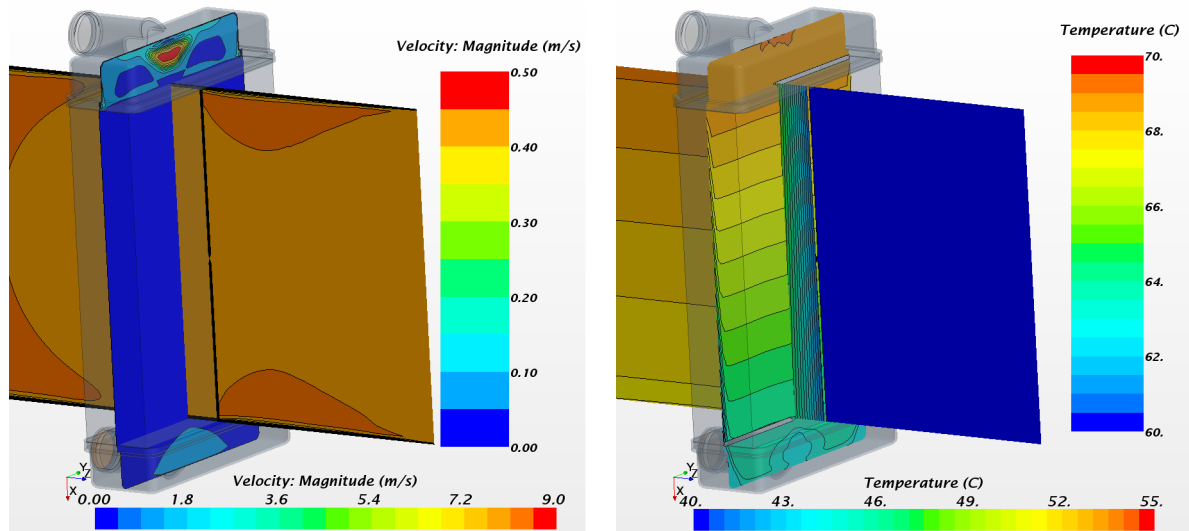 Velocity: Magnitude (m/s)
0.50
0.40
0.30
0.20
0.10
0.00
Y
Z
X
Velocity: Magnitude (m/s)
0.00 1.8 3.6 5.4 7.2 9.0
Temperature (C)
70.
68.
66.
64.
62.
60.
Y
Z
X
Temperature (C)
40. 43. 46. 49. 52. 55.